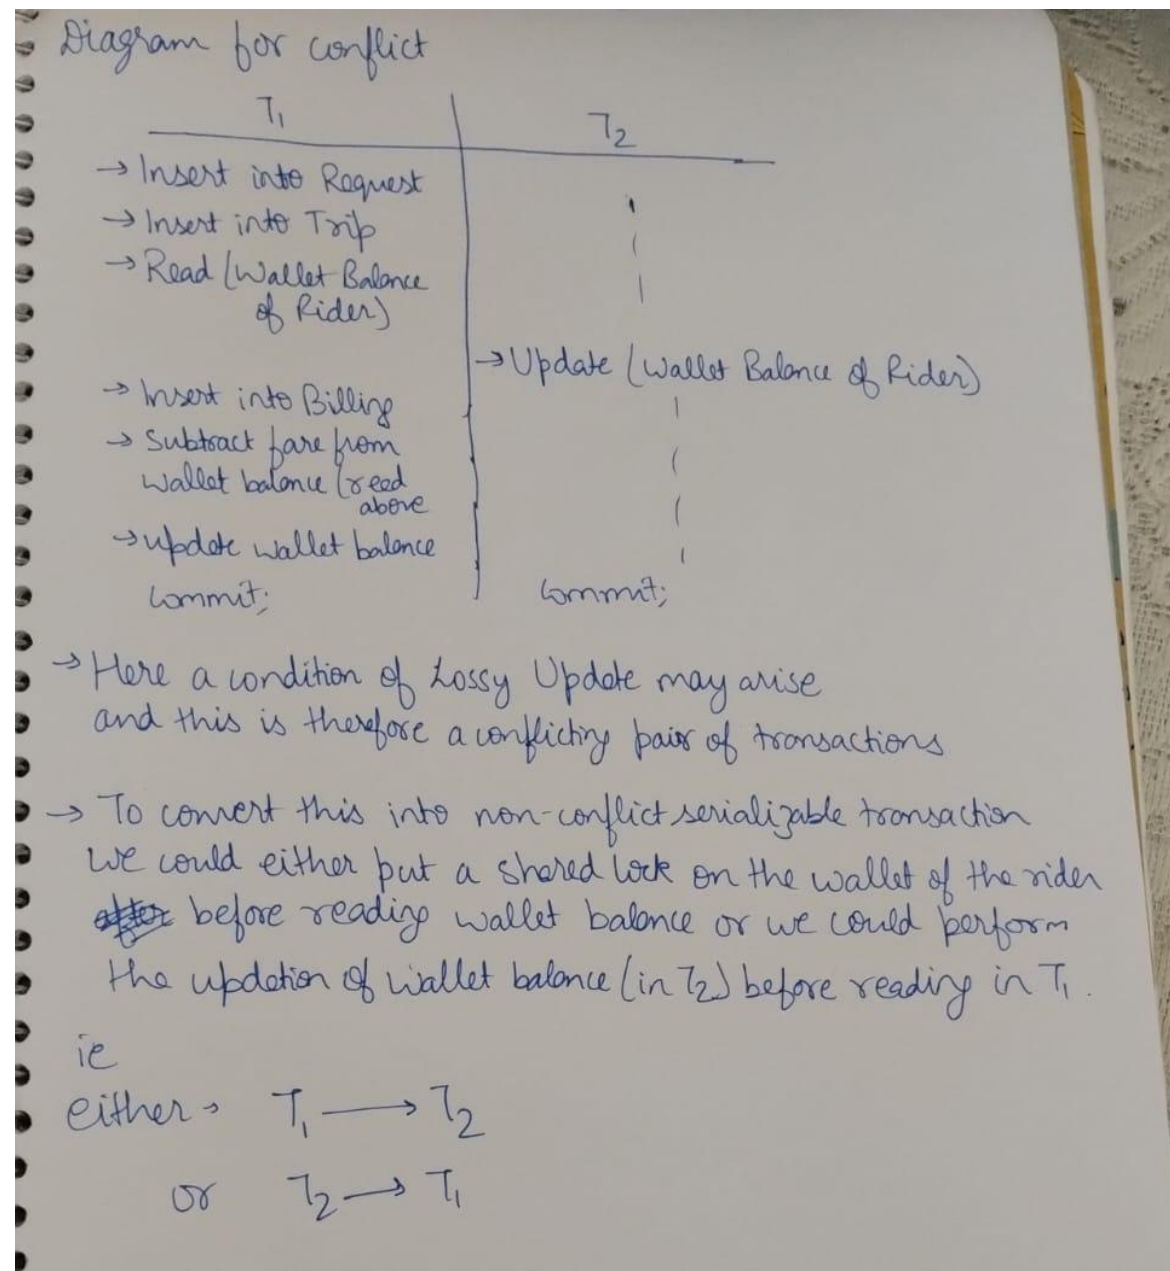 Diagram for conflict
T1 T2
→ Insert into Request
→ Insert into Trip
→ Read (Wallet Balance
of Rider)
→ Update (Wallet Balance of Rider)
→ Insert into Billing
→ Subtract fare from
wallet balance (read
above
→ update wallet balance
Commit; Commit;
→ Here a condition of Lossy Update may arise
and this is therefore a conflicting pair of transactions
→ To convert this into non-conflict serializable transaction
we could either put a shared lock on the wallet of the rider
after before reading wallet balance or we could perform
the updation of wallet balance (in T2) before reading in T1.
ie
either → T1 → T2
or T2 → T1